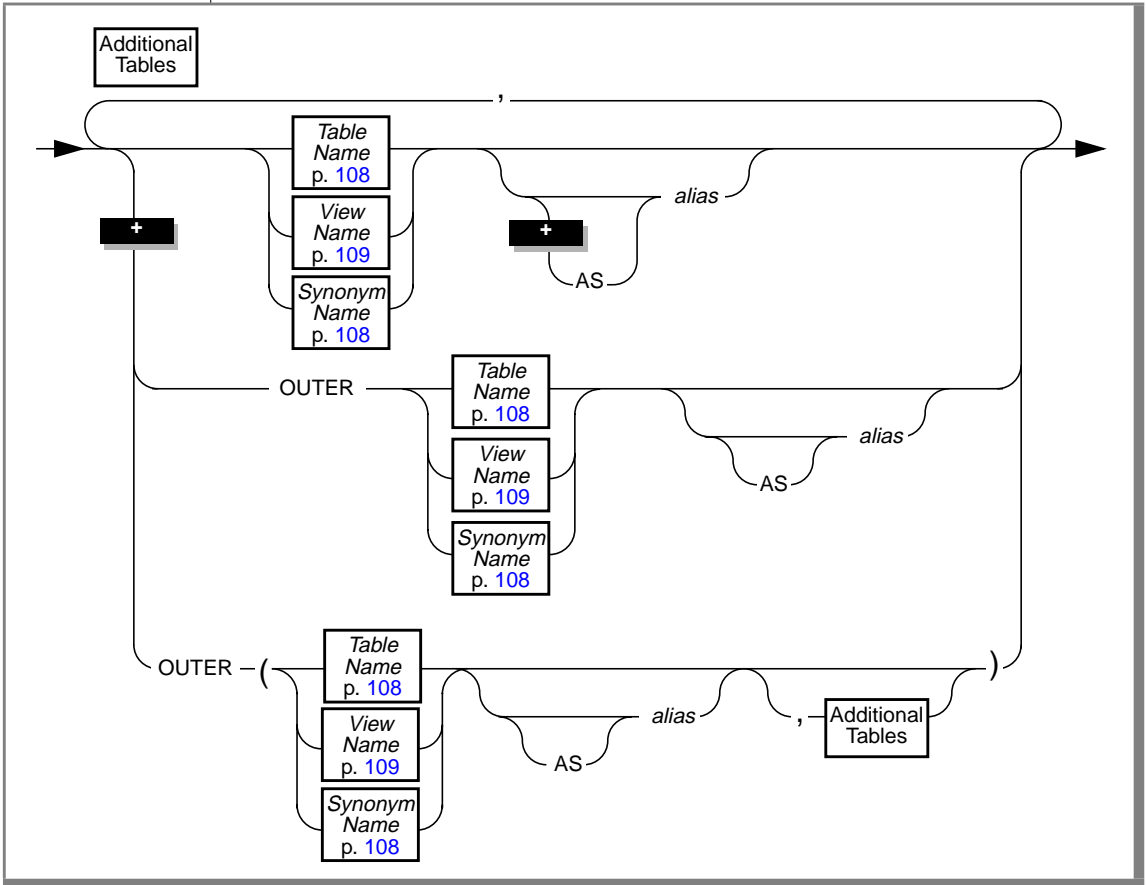 Additional
Tables
,
Table
Name
p. 108
View
Name
p. 109
Synonym
Name
p. 108
+
+
AS
alias
OUTER
Table
Name
p. 108
View
Name
p. 109
Synonym
Name
p. 108
AS
alias
OUTER
(
Table
Name
p. 108
View
Name
p. 109
Synonym
Name
p. 108
AS
alias
,
Additional
Tables
)